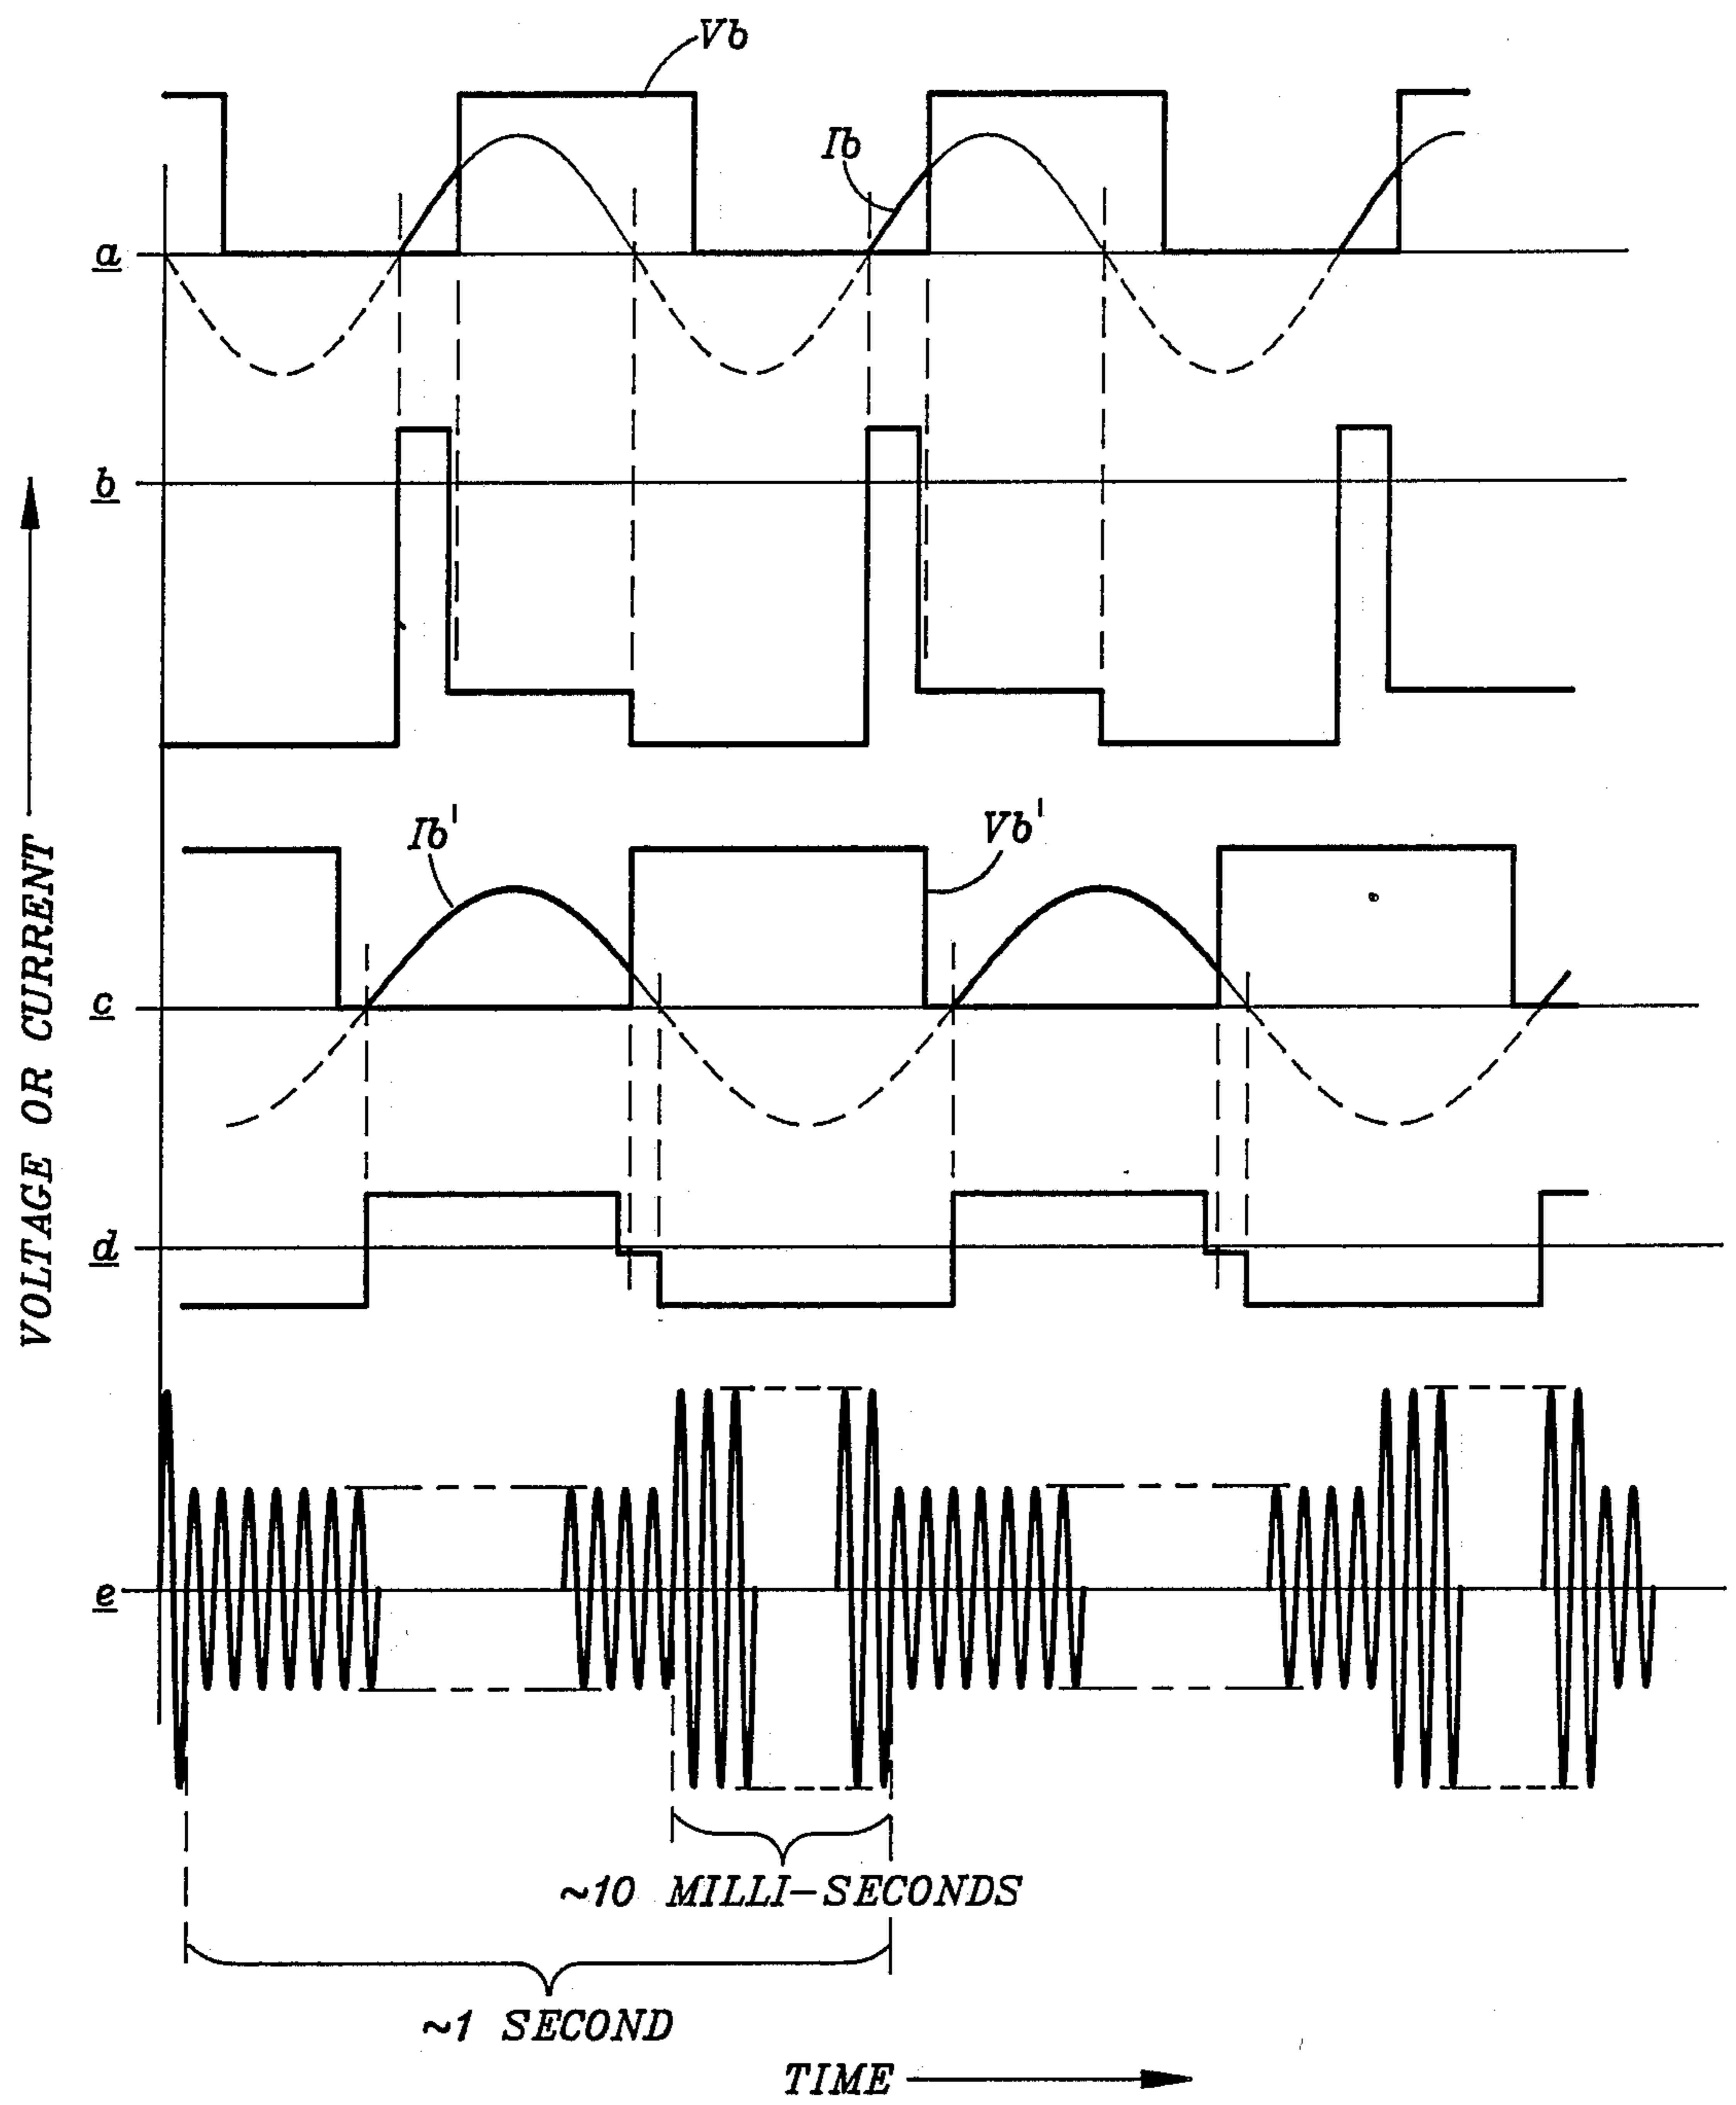 Vb
Ib
a
b
Ib'
Vb'
c
d
e
VOLTAGE OR CURRENT
~10 MILLI-SECONDS
~1 SECOND
TIME